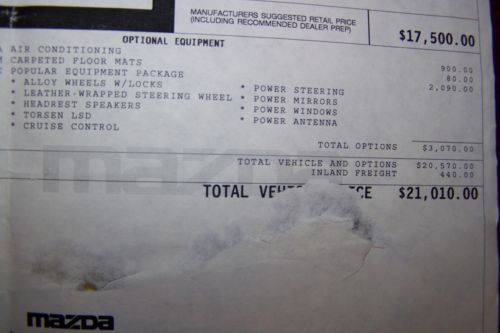 MANUFACTURERS SUGGESTED RETAIL PRICE
(INCLUDING RECOMMENDED DEALER PREP) $17,500.00
OPTIONAL EQUIPMENT
A AIR CONDITIONING 900.00
M CARPETED FLOOR MATS 80.00
E POPULAR EQUIPMENT PACKAGE 2,090.00
* ALLOY WHEELS W/LOCKS * POWER STEERING
* LEATHER-WRAPPED STEERING WHEEL * POWER MIRRORS
* HEADREST SPEAKERS * POWER WINDOWS
* TORSEN LSD * POWER ANTENNA
* CRUISE CONTROL
TOTAL OPTIONS $3,070.00
TOTAL VEHICLE AND OPTIONS $20,570.00
INLAND FREIGHT 440.00
mazda
TOTAL $21,010.00
mazda